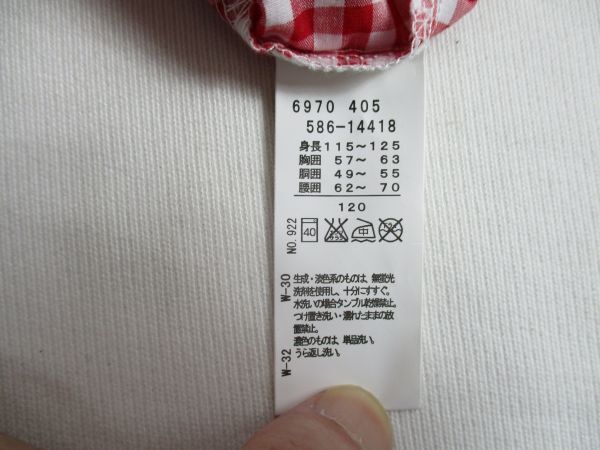 6970 405
586-14418
身長115～125
胸囲 57～ 63
胴囲 49～ 55
腰囲 62～ 70
120
NO.922
40
中
W-30
生成・淡色系のものは、無蛍光
洗剤を使用し、十分にすすぐ。
水洗いの場合タンブル乾燥禁止。
つけ置き洗い・濡れたままの放
置禁止。
W-32
濃色のものは、単品洗い。
うら返し洗い。